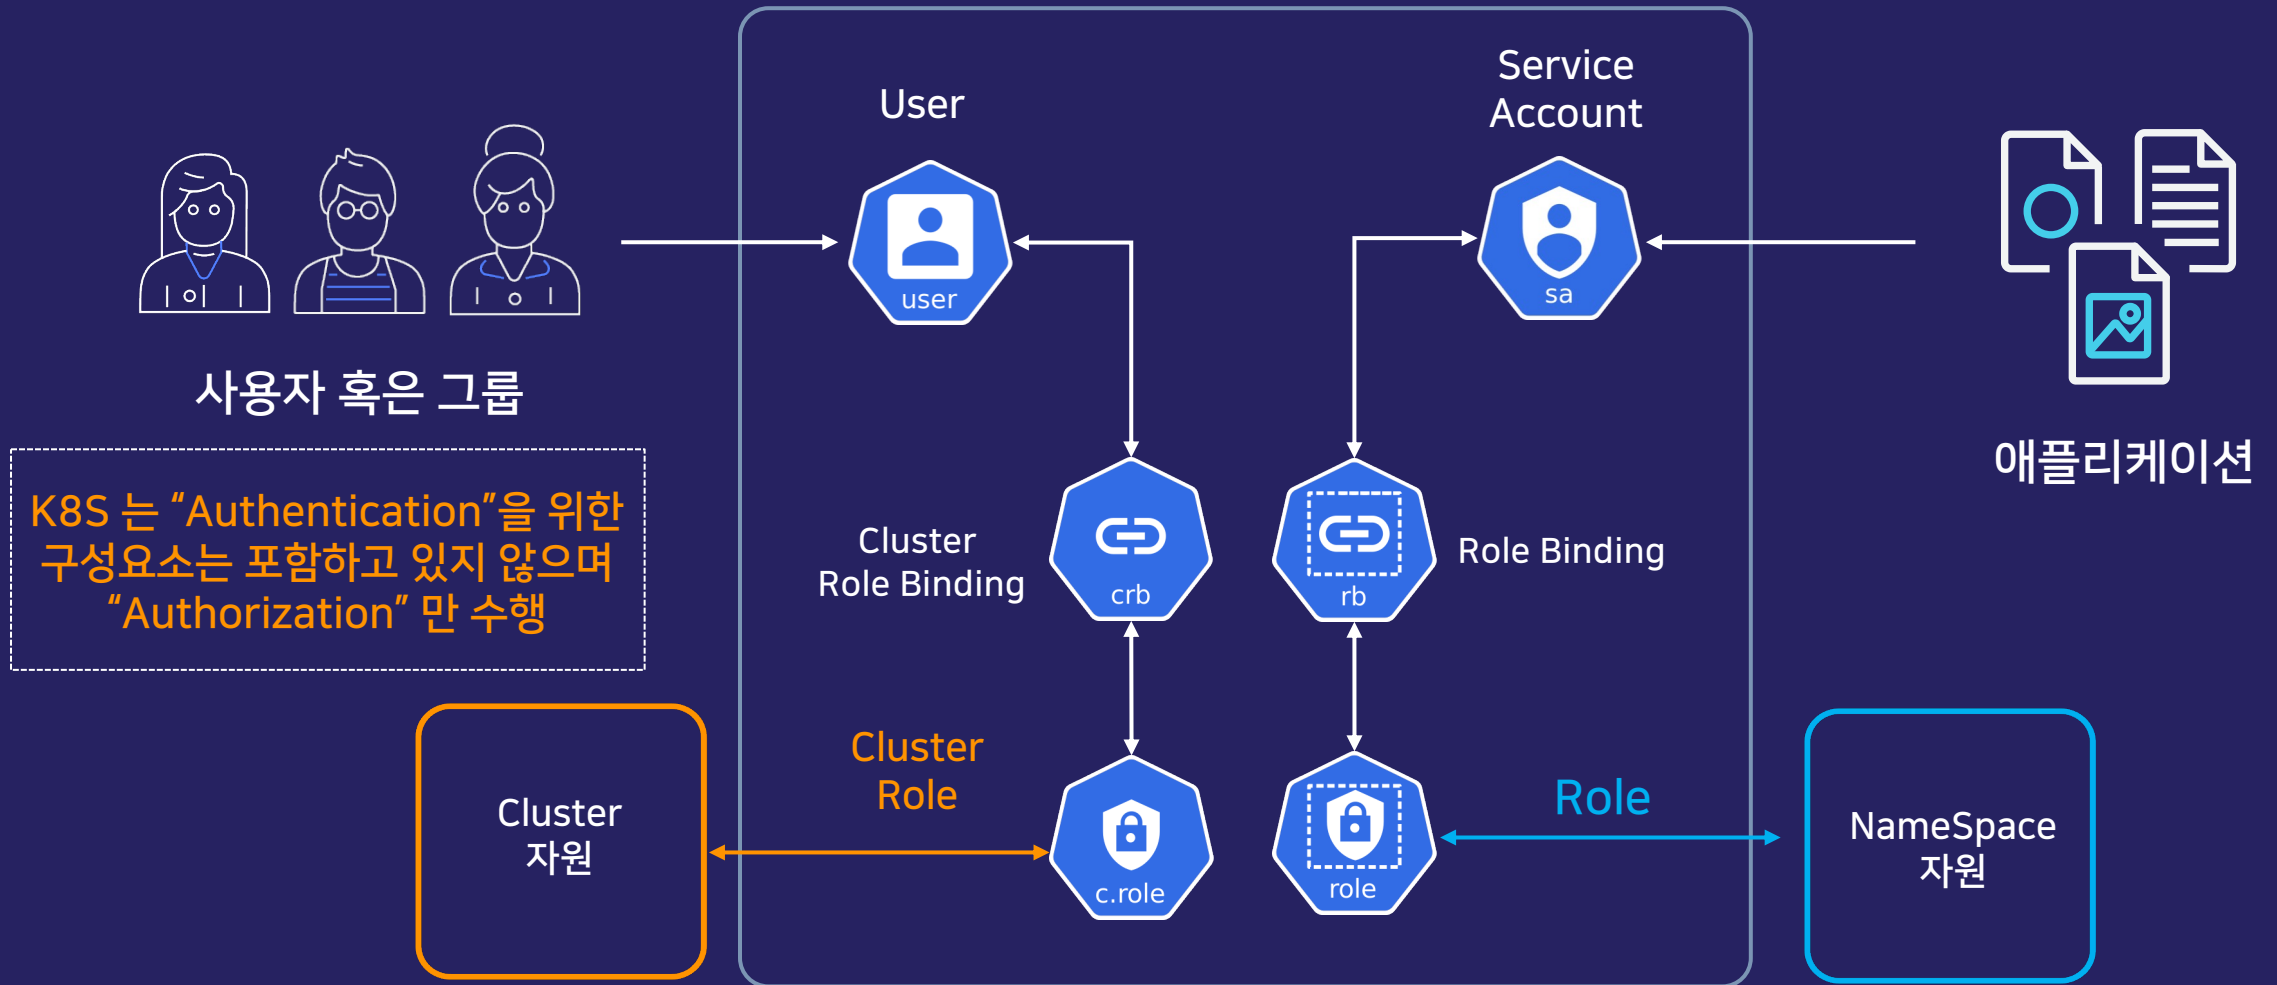 User
Service
Account
user
sa
사용자 혹은 그룹
애플리케이션
K8S 는 “Authentication”을 위한
구성요소는 포함하고 있지 않으며
“Authorization” 만 수행
Cluster
Role Binding
crb
rb
Role Binding
Cluster
자원
Cluster
Role
c.role
role
Role
NameSpace
자원